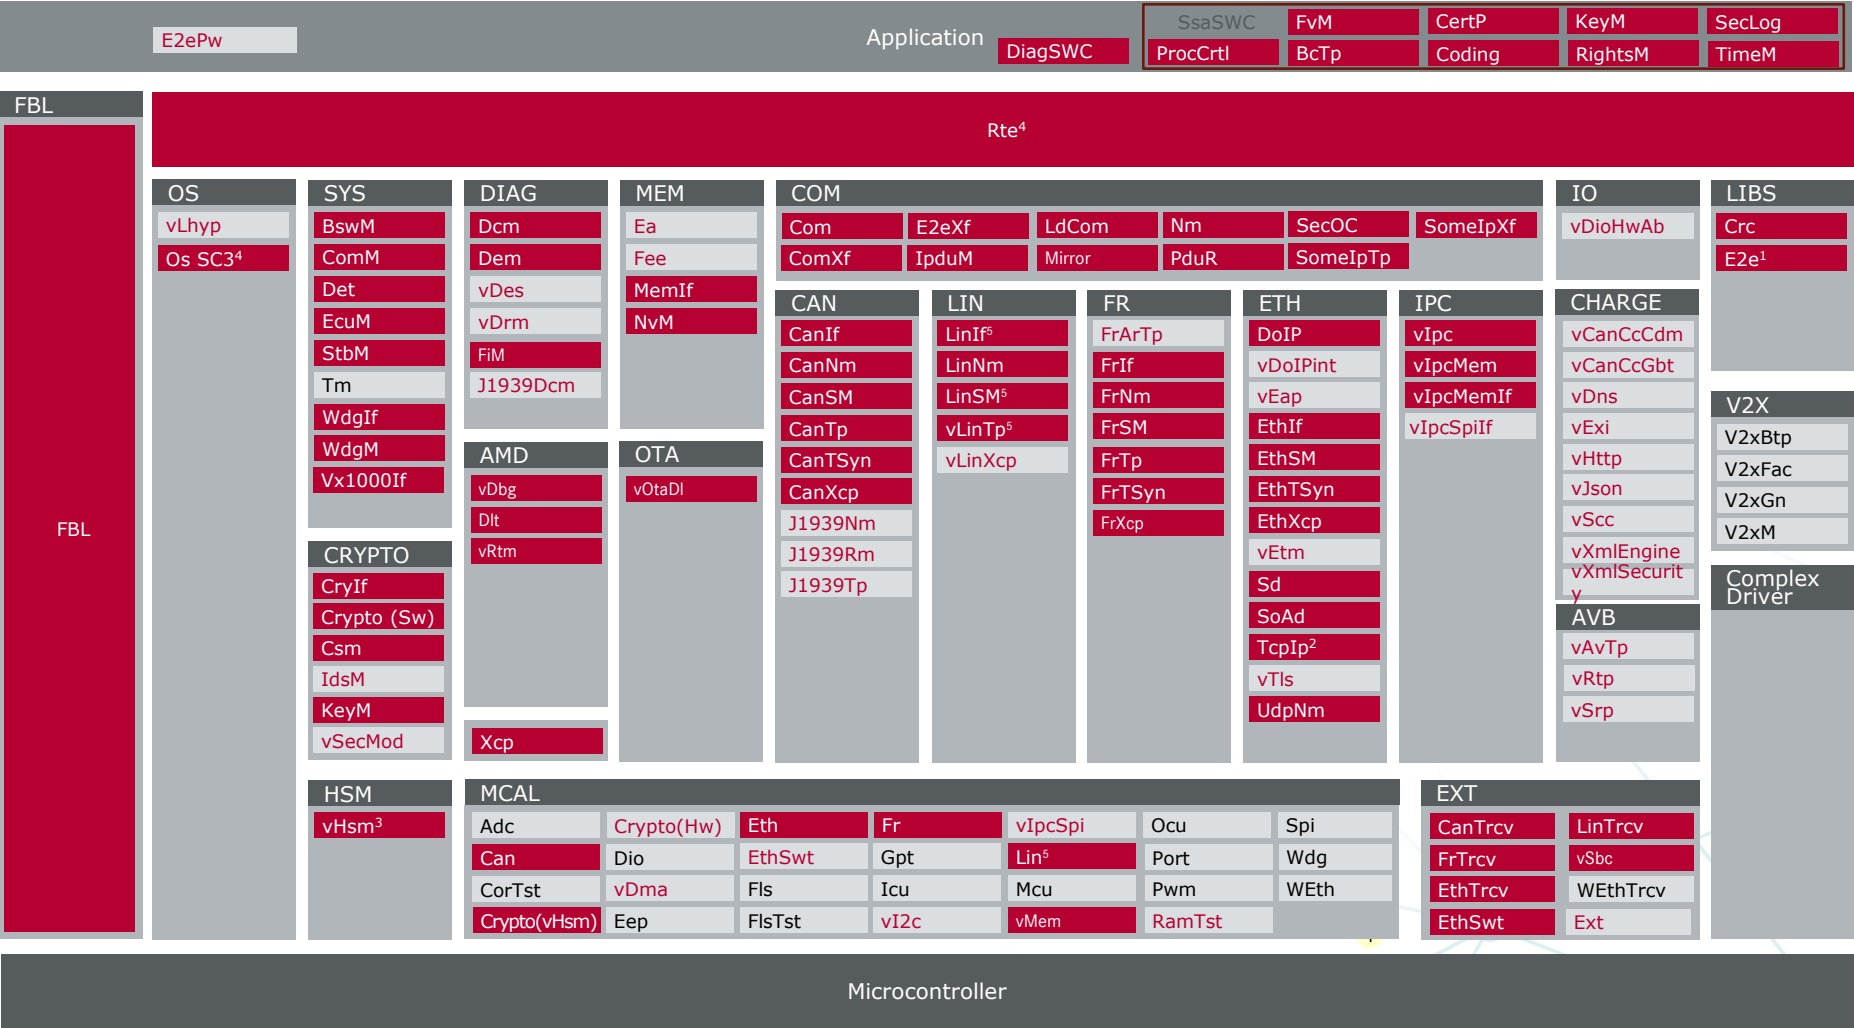 E2ePw
Application
DiagSWC
SsaSWC FvM CertP KeyM SecLog
ProcCrtl BcTp Coding RightsM TimeM
FBL
FBL
Rte4
OS
vLhyp
Os SC34
SYS
BswM
ComM
Det
EcuM
StbM
Tm
WdgIf
WdgM
Vx1000If
CRYPTO
CryIf
Crypto (Sw)
Csm
IdsM
KeyM
vSecMod
HSM
vHsm3
DIAG
Dcm
Dem
vDes
vDrm
FiM
J1939Dcm
AMD
vDbg
Dlt
vRtm
Xcp
MEM
Ea
Fee
MemIf
NvM
OTA
vOtaDl
COM
Com E2eXf LdCom Nm SecOC SomeIpXf
ComXf IpduM Mirror PduR SomeIpTp
CAN
CanIf
CanNm
CanSM
CanTp
CanTSyn
CanXcp
J1939Nm
J1939Rm
J1939Tp
LIN
LinIf5
LinNm
LinSM5
vLinTp5
vLinXcp
FR
FrArTp
FrIf
FrNm
FrSM
FrTp
FrTSyn
FrXcp
ETH
DoIP
vDoIPint
vEap
EthIf
EthSM
EthTSyn
EthXcp
vEtm
Sd
SoAd
TcpIp2
vTls
UdpNm
IPC
vIpc
vIpcMem
vIpcMemIf
vIpcSpiIf
IO
vDioHwAb
CHARGE
vCanCcCdm
vCanCcGbt
vDns
vExi
vHttp
vJson
vScc
vXmlEngine
vXmlSecurit
y
AVB
vAvTp
vRtp
vSrp
LIBS
Crc
E2e1
V2X
V2xBtp
V2xFac
V2xGn
V2xM
Complex
Driver
MCAL
Adc Crypto(Hw) Eth Fr vIpcSpi Ocu Spi
Can Dio EthSwt Gpt Lin5 Port Wdg
CorTst vDma Fls Icu Mcu Pwm WEth
Crypto(vHsm) Eep FlsTst vI2c vMem RamTst
EXT
CanTrcv LinTrcv
FrTrcv vSbc
EthTrcv WEthTrcv
EthSwt Ext
Microcontroller